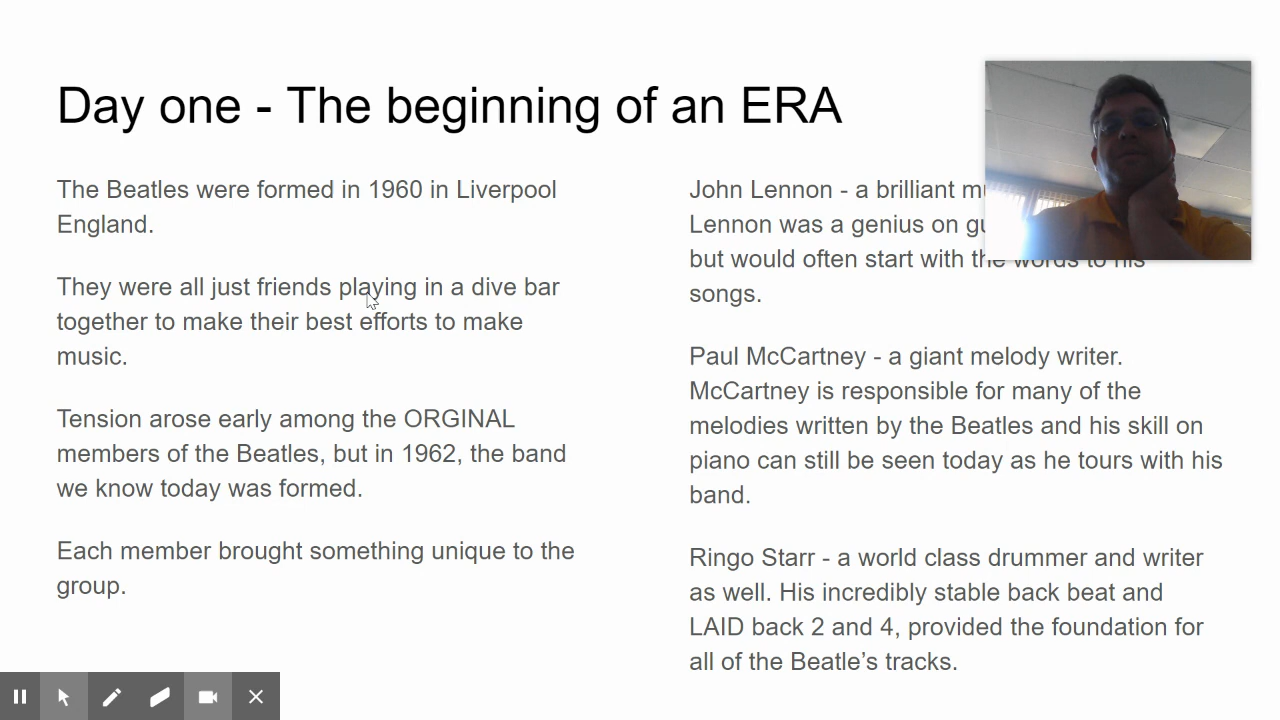 Day one - The beginning of an ERA
The Beatles were formed in 1960 in Liverpool
England.
They were all just friends playing in a dive bar
together to make their best efforts to make
music.
Tension arose early among the ORGINAL
members of the Beatles, but in 1962, the band
we know today was formed.
Each member brought something unique to the
group.
John Lennon - a brilliant
Lennon was a genius on
but would often start with the words to his
songs.
Paul McCartney - a giant melody writer.
McCartney is responsible for many of the
melodies written by the Beatles and his skill on
piano can still be seen today as he tours with his
band.
Ringo Starr - a world class drummer and writer
as well. His incredibly stable back beat and
LAID back 2 and 4, provided the foundation for
all of the Beatle’s tracks.